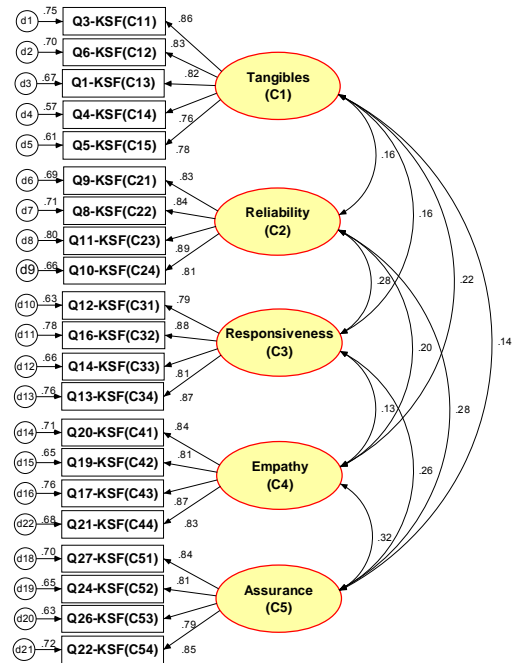 d1 .75 Q3-KSF(C11) .86
d2 .70 Q6-KSF(C12) .83
d3 .67 Q1-KSF(C13) .82
d4 .57 Q4-KSF(C14) .76
d5 .61 Q5-KSF(C15) .78
Tangibles
(C1)
d6 .69 Q9-KSF(C21) .83
d7 .71 Q8-KSF(C22) .84
d8 .80 Q11-KSF(C23) .89
d9 .66 Q10-KSF(C24) .81
Reliability
(C2)
d10 .63 Q12-KSF(C31) .79
d11 .78 Q16-KSF(C32) .88
d12 .66 Q14-KSF(C33) .81
d13 .76 Q13-KSF(C34) .87
Responsiveness
(C3)
d14 .71 Q20-KSF(C41) .84
d15 .65 Q19-KSF(C42) .81
d16 .76 Q17-KSF(C43) .87
d22 .68 Q21-KSF(C44) .83
Empathy
(C4)
d18 .70 Q27-KSF(C51) .84
d19 .65 Q24-KSF(C52) .81
d20 .63 Q26-KSF(C53) .79
d21 .72 Q22-KSF(C54) .85
Assurance
(C5)
.16
.16
.22
.14
.28
.20
.28
.13
.26
.32